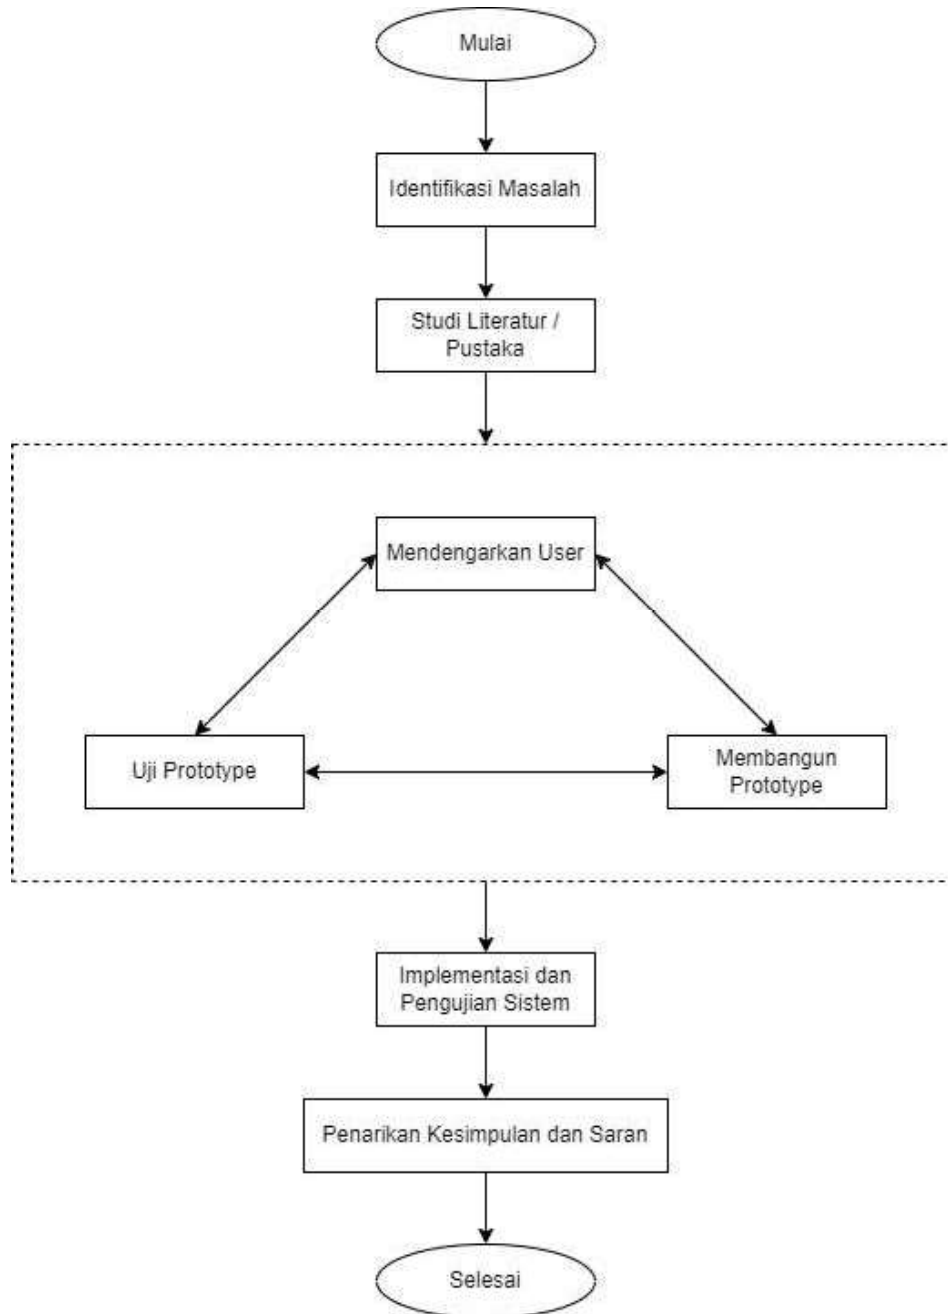 Mulai
Identifikasi Masalah
Studi Literatur /
Pustaka
Mendengarkan User
Uji Prototype
Membangun
Prototype
Implementasi dan
Pengujian Sistem
Penarikan Kesimpulan dan Saran
Selesai